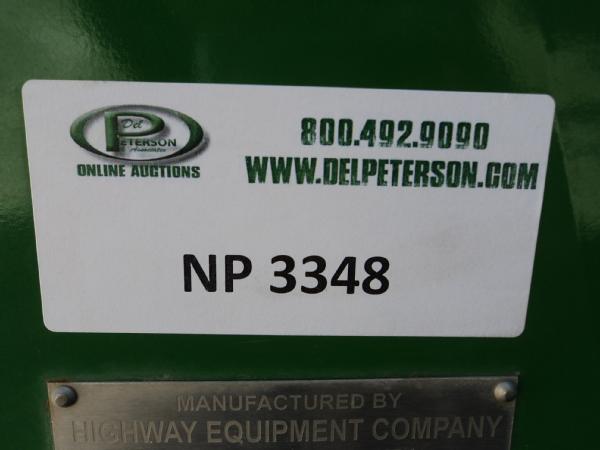 Del
PETERSON
Associates
ONLINE AUCTIONS
800.492.9090
WWW.DELPETERSON.COM
NP 3348
MANUFACTURED BY
HIGHWAY EQUIPMENT COMPANY